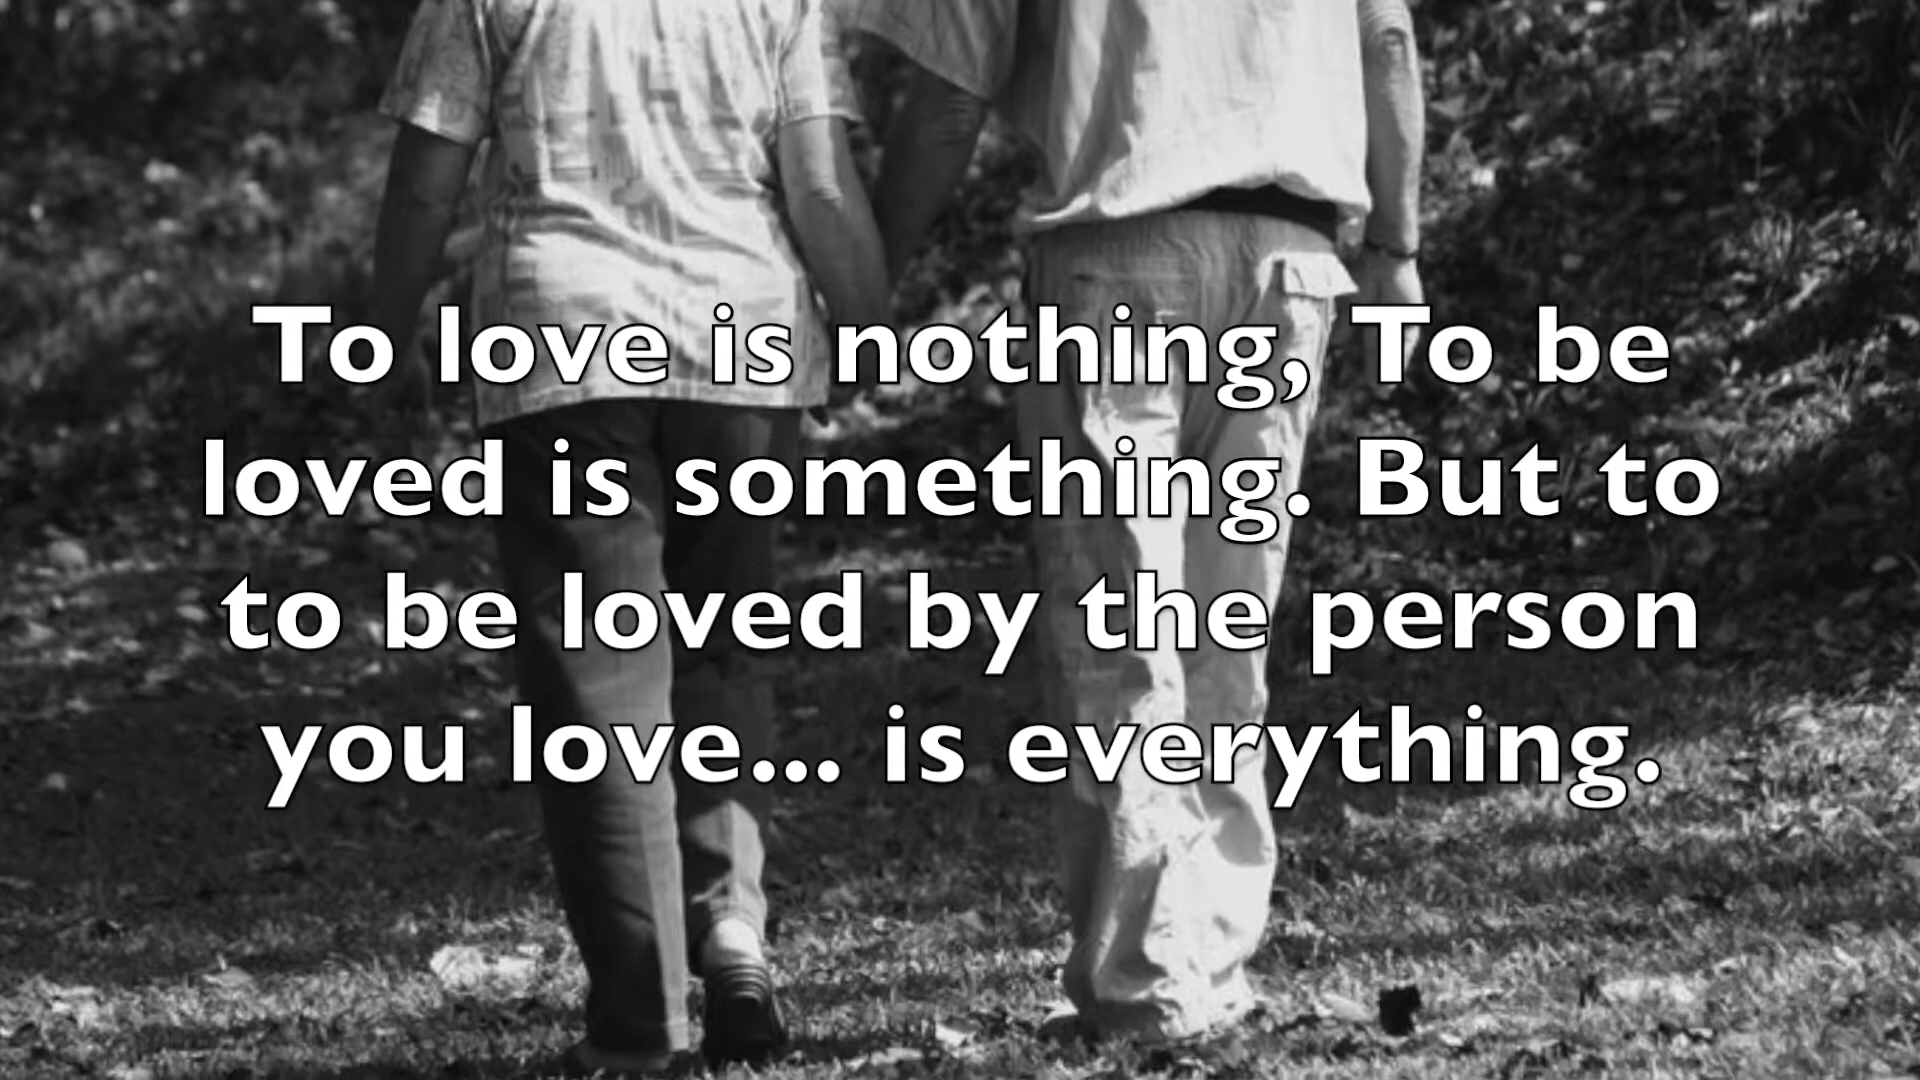 To love is nothing, To be
loved is something. But to
to be loved by the person
you love... is everything.